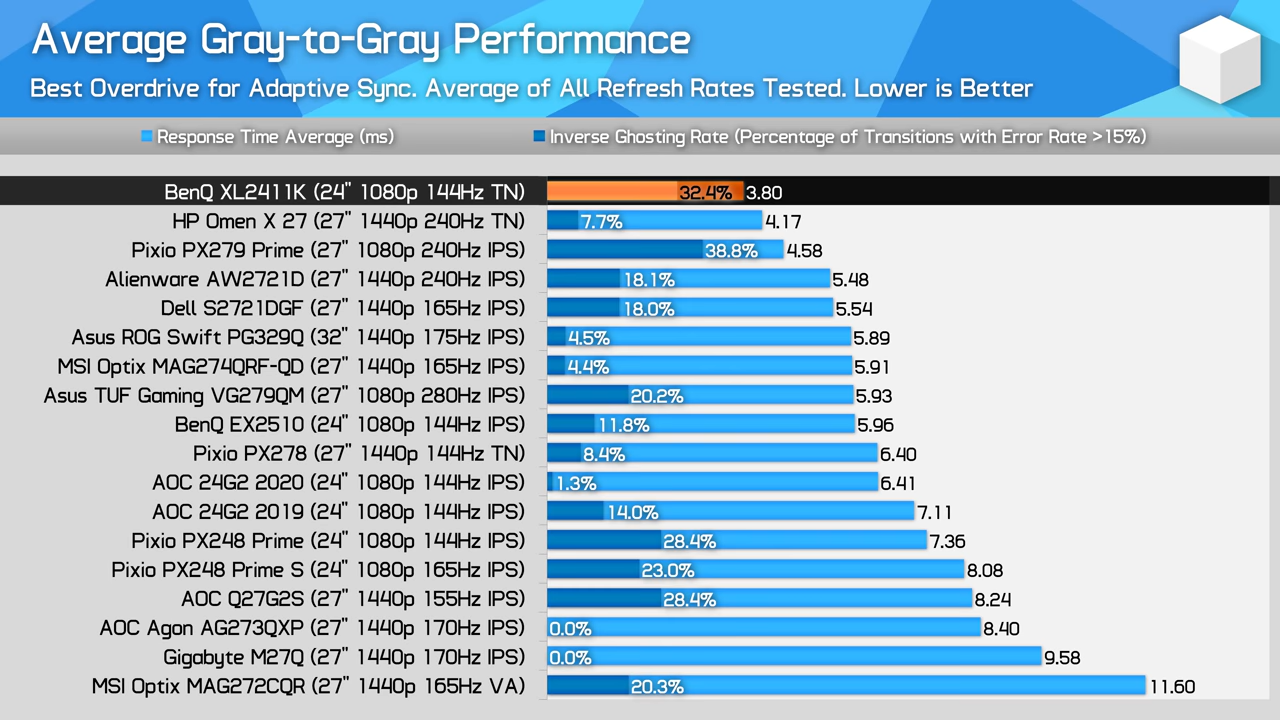 Average Gray-to-Gray Performance
Best Overdrive for Adaptive Sync. Average of All Refresh Rates Tested. Lower is Better
Response Time Average (ms) Inverse Ghosting Rate (Percentage of Transitions with Error Rate >15%)
BenQ XL2411K (24" 1080p 144Hz TN) 32.4% 3.80
HP Omen X 27 (27" 1440p 240Hz TN) 7.7% 4.17
Pixio PX279 Prime (27" 1080p 240Hz IPS) 38.8% 4.58
Alienware AW2721D (27" 1440p 240Hz IPS) 18.1% 5.48
Dell S2721DGF (27" 1440p 165Hz IPS) 18.0% 5.54
Asus ROG Swift PG329Q (32" 1440p 175Hz IPS) 4.5% 5.89
MSI Optix MAG274QRF-QD (27" 1440p 165Hz IPS) 4.4% 5.91
Asus TUF Gaming VG279QM (27" 1080p 280Hz IPS) 20.2% 5.93
BenQ EX2510 (24" 1080p 144Hz IPS) 11.8% 5.96
Pixio PX278 (27" 1440p 144Hz TN) 8.4% 6.40
AOC 24G2 2020 (24" 1080p 144Hz IPS) 1.3% 6.41
AOC 24G2 2019 (24" 1080p 144Hz IPS) 14.0% 7.11
Pixio PX248 Prime (24" 1080p 144Hz IPS) 28.4% 7.36
Pixio PX248 Prime S (24" 1080p 165Hz IPS) 23.0% 8.08
AOC Q27G2S (27" 1440p 155Hz IPS) 28.4% 8.24
AOC Agon AG273QXP (27" 1440p 170Hz IPS) 0.0% 8.40
Gigabyte M27Q (27" 1440p 170Hz IPS) 0.0% 9.58
MSI Optix MAG272CQR (27" 1440p 165Hz VA) 20.3% 11.60